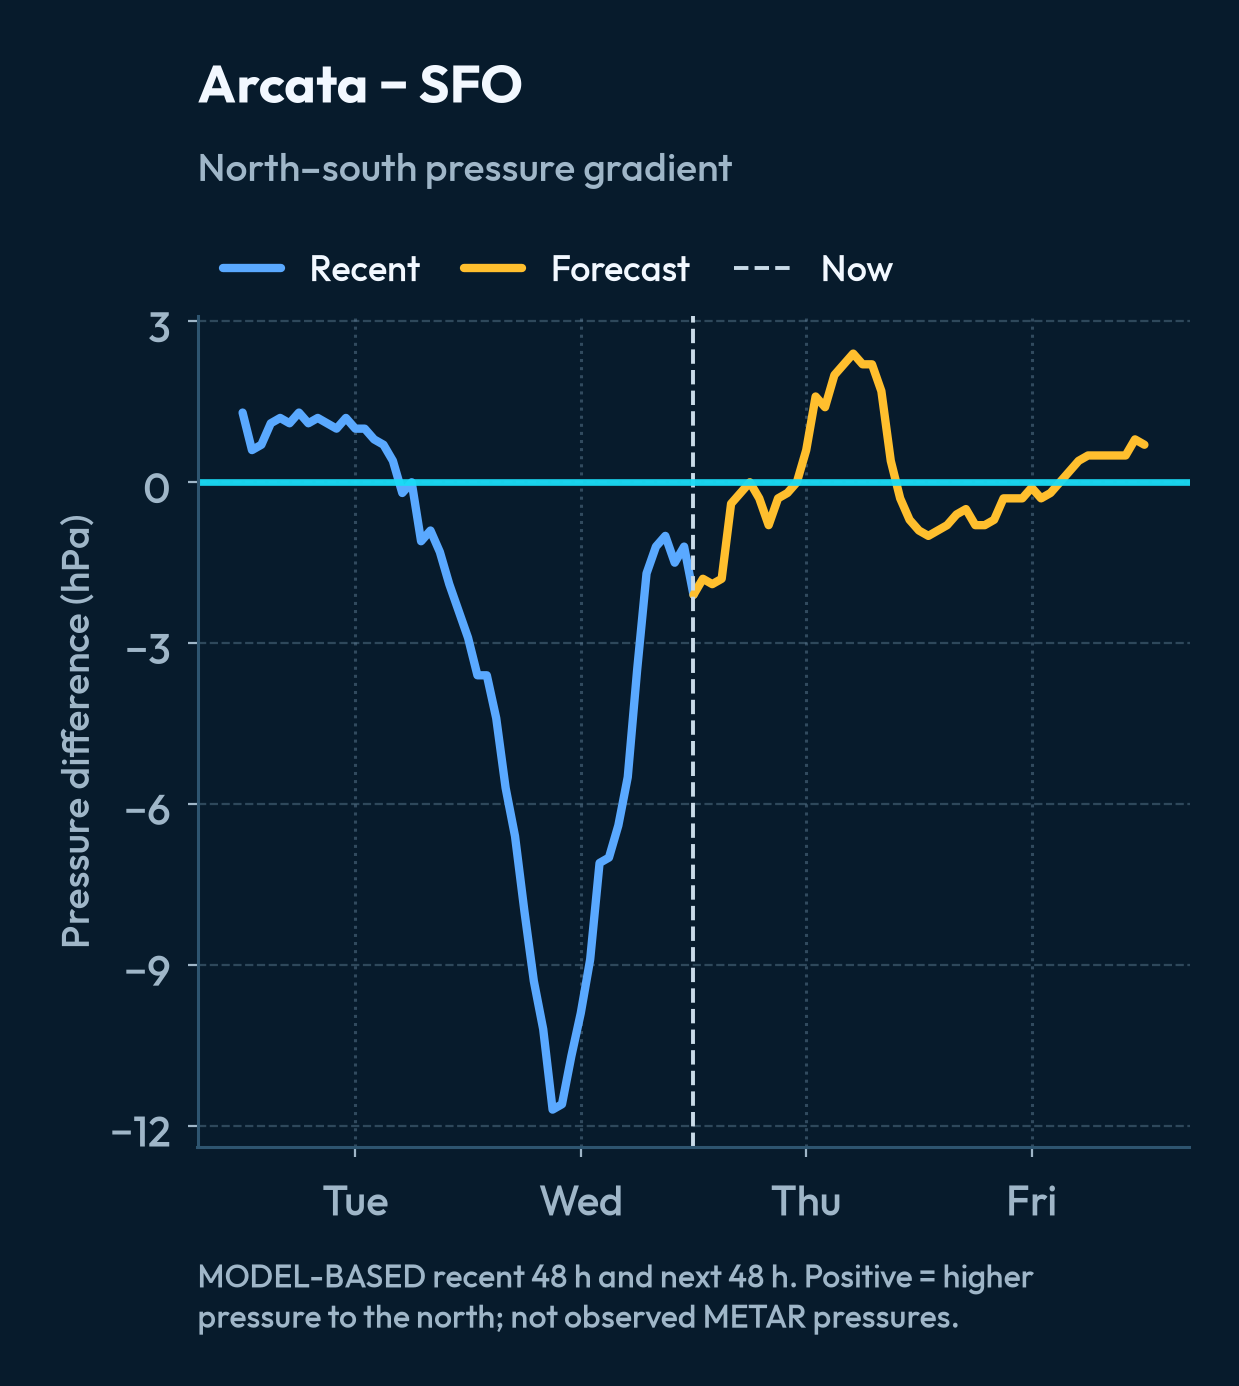 Arcata – SFO
North–south pressure gradient
Recent Forecast Now
3
0
−3
−6
−9
−12
Pressure difference (hPa)
Tue Wed Thu Fri
MODEL-BASED recent 48 h and next 48 h. Positive = higher
pressure to the north; not observed METAR pressures.